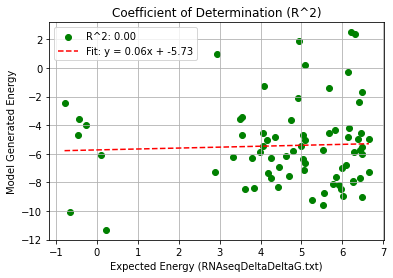 Coefficient of Determination (R^2)
R^2: 0.00
Fit: y = 0.06x + -5.73
Model Generated Energy
2
0
−2
−4
−6
−8
−10
−12
−1 0 1 2 3 4 5 6 7
Expected Energy (RNAseqDeltaDeltaG.txt)